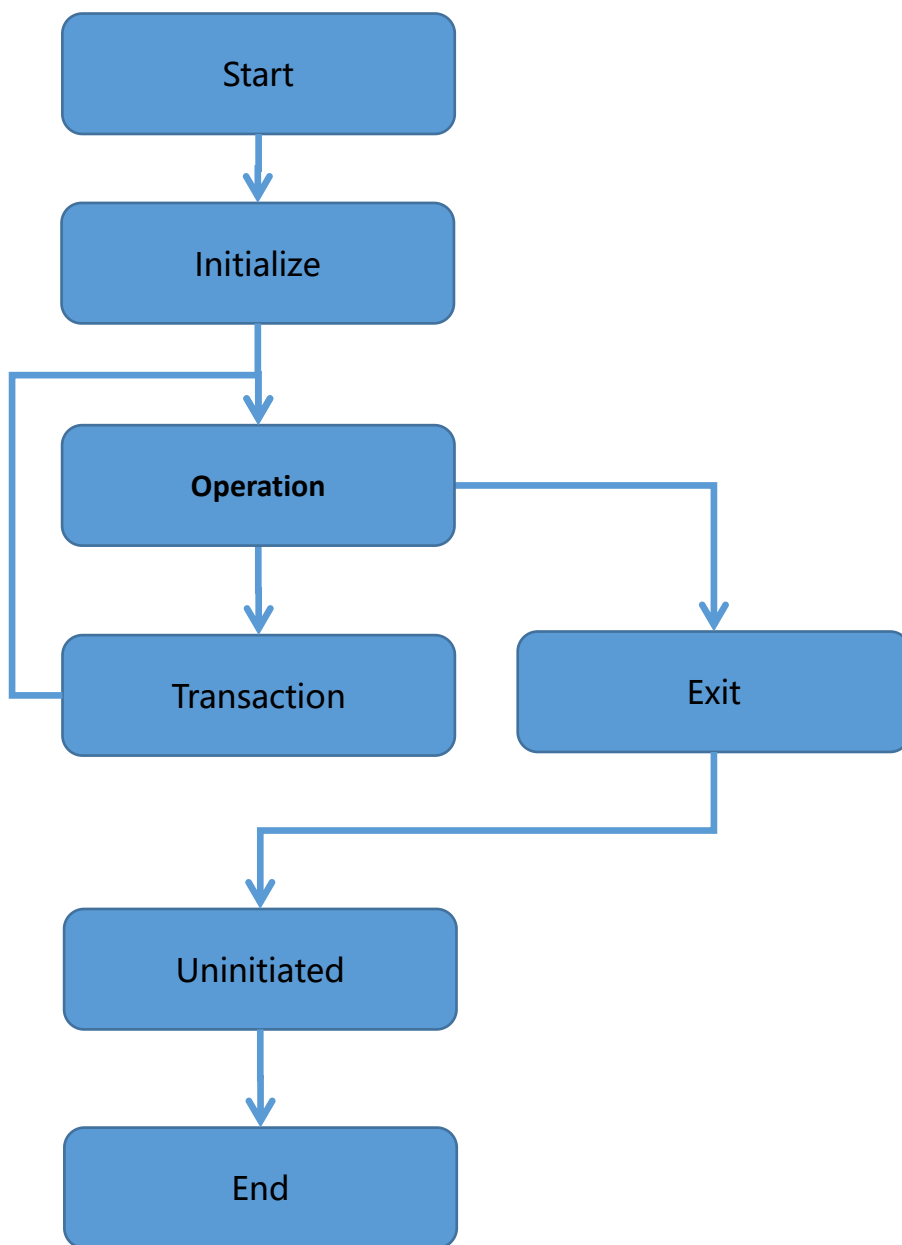 Start
Initialize
Operation
Transaction
Exit
Uninitiated
End